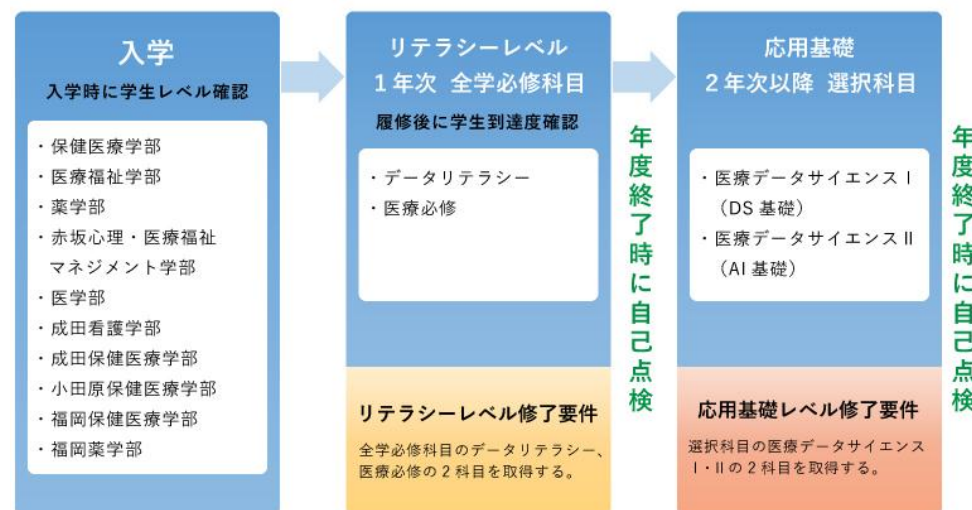 入学
入学時に学生レベル確認
・保健医療学部
・医療福祉学部
・薬学部
・赤坂心理・医療福祉
マネジメント学部
・医学部
・成田看護学部
・成田保健医療学部
・小田原保健医療学部
・福岡保健医療学部
・福岡薬学部
リテラシーレベル
1年次 全学必修科目
履修後に学生到達度確認
・データリテラシー
・医療必修
リテラシーレベル修了要件
全学必修科目のデータリテラシー、
医療必修の2科目を取得する。
年度終了時に自己点検
応用基礎
2年次以降 選択科目
・医療データサイエンスⅠ
（DS 基礎）
・医療データサイエンスⅡ
（AI 基礎）
応用基礎レベル修了要件
選択科目の医療データサイエンス
Ⅰ・Ⅱの2科目を取得する。
年度終了時に自己点検